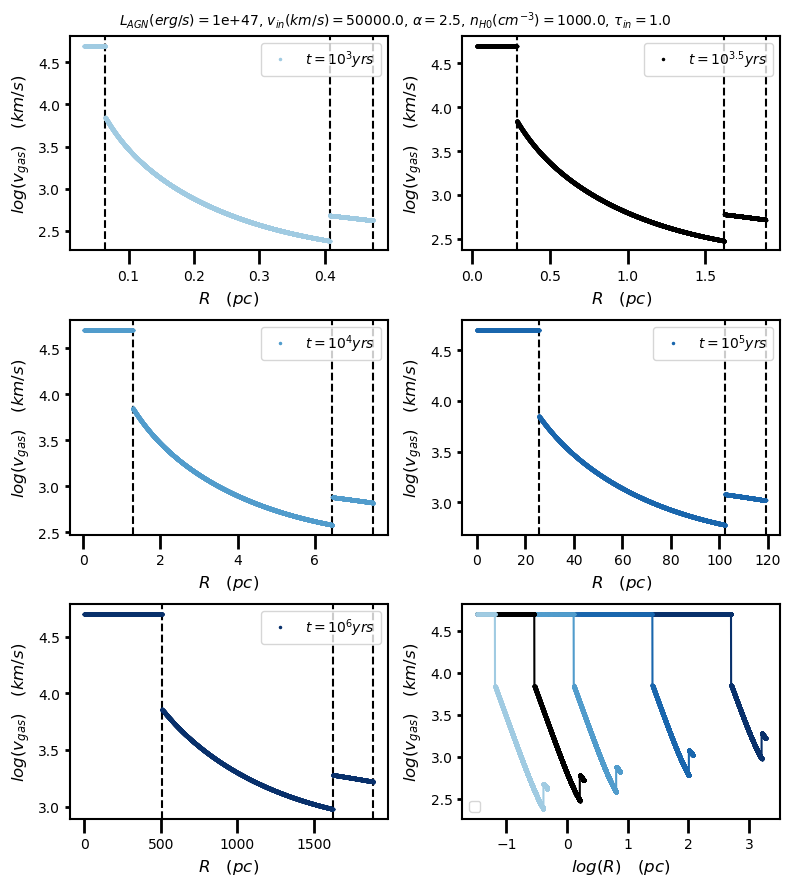 L_AGN(erg/s) = 1e+47, v_in(km/s) = 50000.0, α = 2.5, n_H0(cm^−3) = 1000.0, τ_in = 1.0
t = 10^3 yrs
4.5
4.0
3.5
3.0
2.5
log(v_gas) (km/s)
0.1 0.2 0.3 0.4
R (pc)
t = 10^3.5 yrs
4.5
4.0
3.5
3.0
2.5
log(v_gas) (km/s)
0.0 0.5 1.0 1.5
R (pc)
t = 10^4 yrs
4.5
4.0
3.5
3.0
2.5
log(v_gas) (km/s)
0 2 4 6
R (pc)
t = 10^5 yrs
4.5
4.0
3.5
3.0
log(v_gas) (km/s)
0 20 40 60 80 100 120
R (pc)
t = 10^6 yrs
4.5
4.0
3.5
3.0
log(v_gas) (km/s)
0 500 1000 1500
R (pc)
4.5
4.0
3.5
3.0
2.5
log(v_gas) (km/s)
−1 0 1 2 3
log(R) (pc)